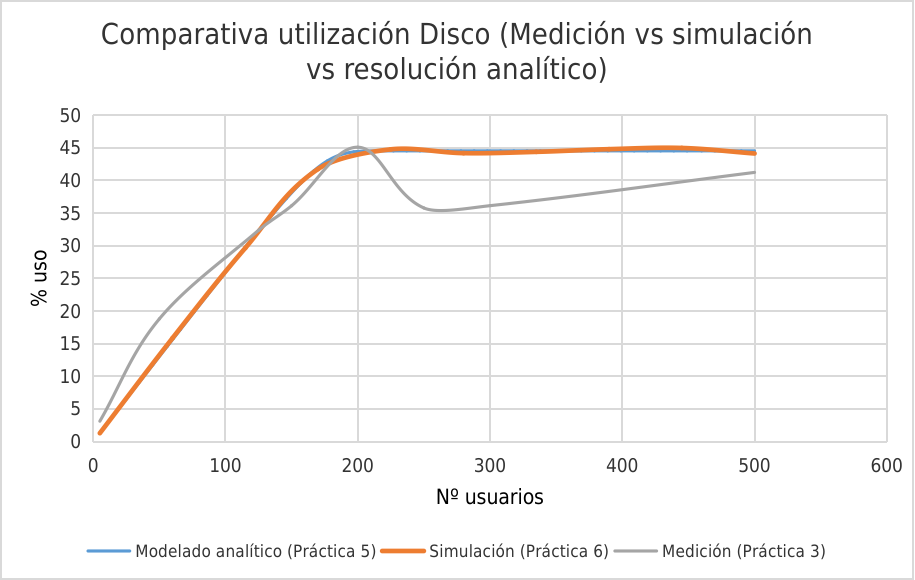 Comparativa utilización Disco (Medición vs simulación
vs resolución analítico)
50
45
40
35
30
25
20
15
10
5
0
% uso
0 100 200 300 400 500 600
Nº usuarios
Modelado analítico (Práctica 5) Simulación (Práctica 6) Medición (Práctica 3)